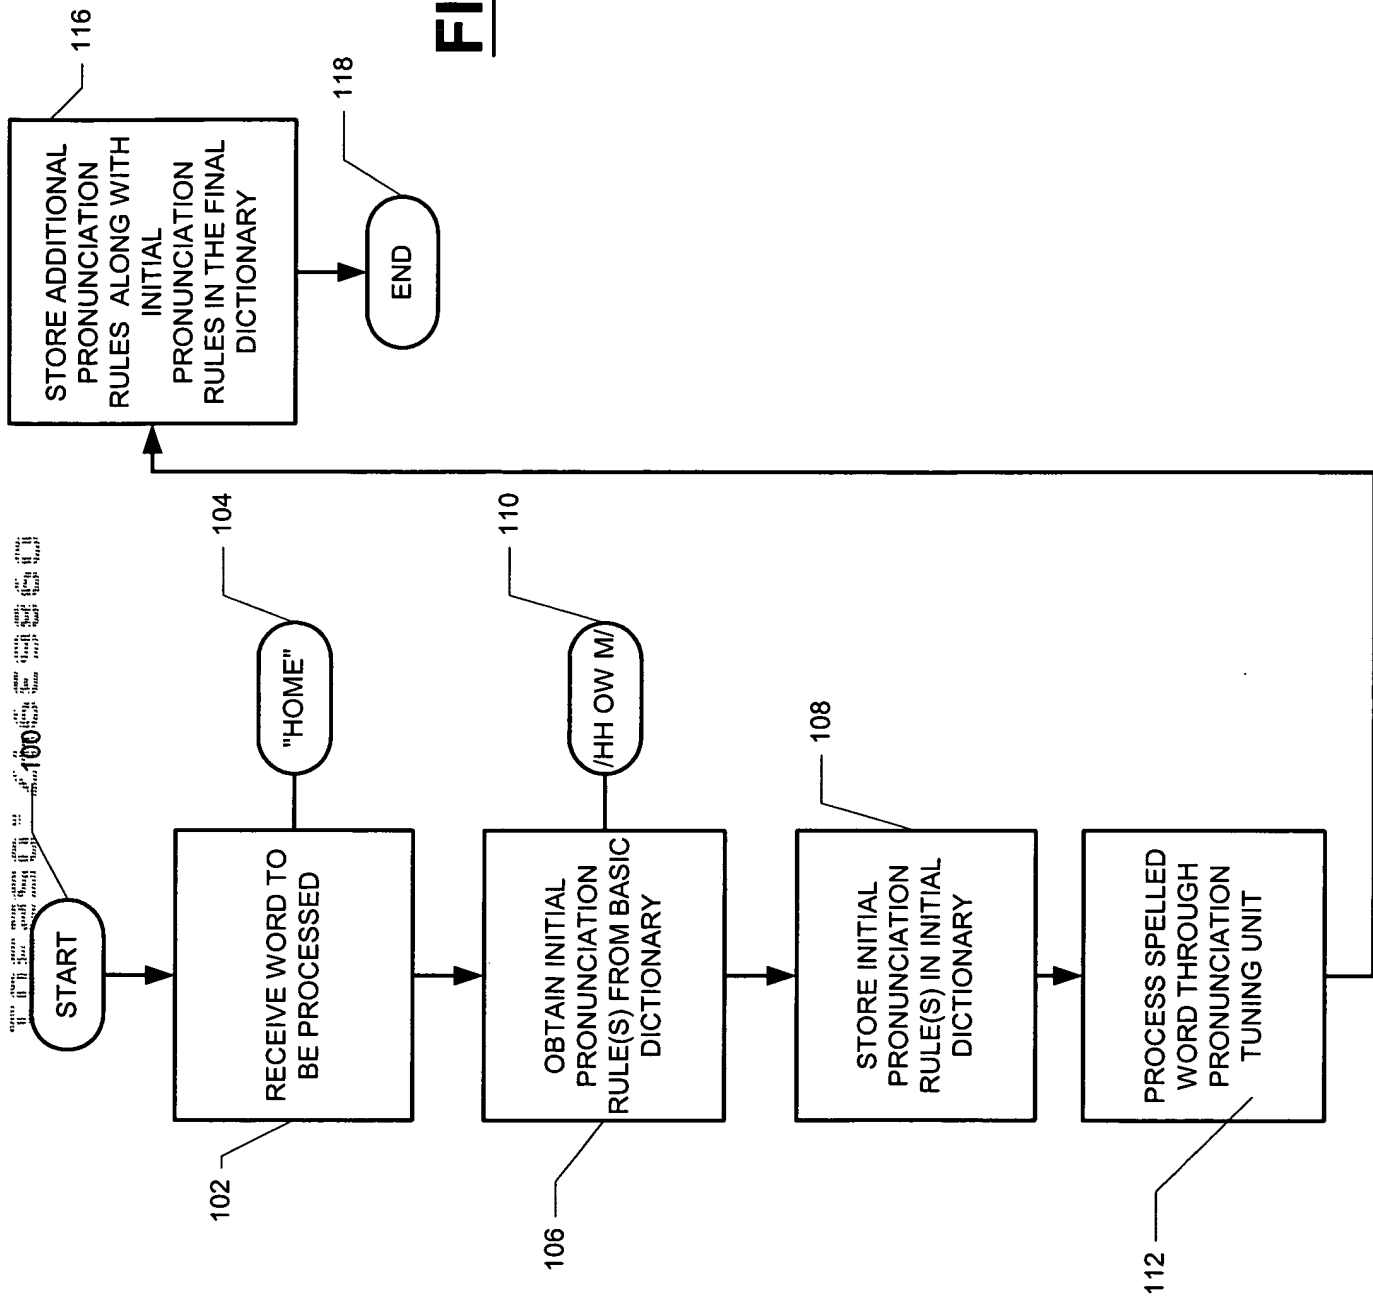 100
START
RECEIVE WORD TO
BE PROCESSED
102
"HOME"
104
OBTAIN INITIAL
PRONUNCIATION
RULE(S) FROM BASIC
DICTIONARY
106
/HH OW M/
110
STORE INITIAL
PRONUNCIATION
RULE(S) IN INITIAL
DICTIONARY
108
PROCESS SPELLED
WORD THROUGH
PRONUNCIATION
TUNING UNIT
112
STORE ADDITIONAL
PRONUNCIATION
RULES ALONG WITH
INITIAL
PRONUNCIATION
RULES IN THE FINAL
DICTIONARY
116
END
118